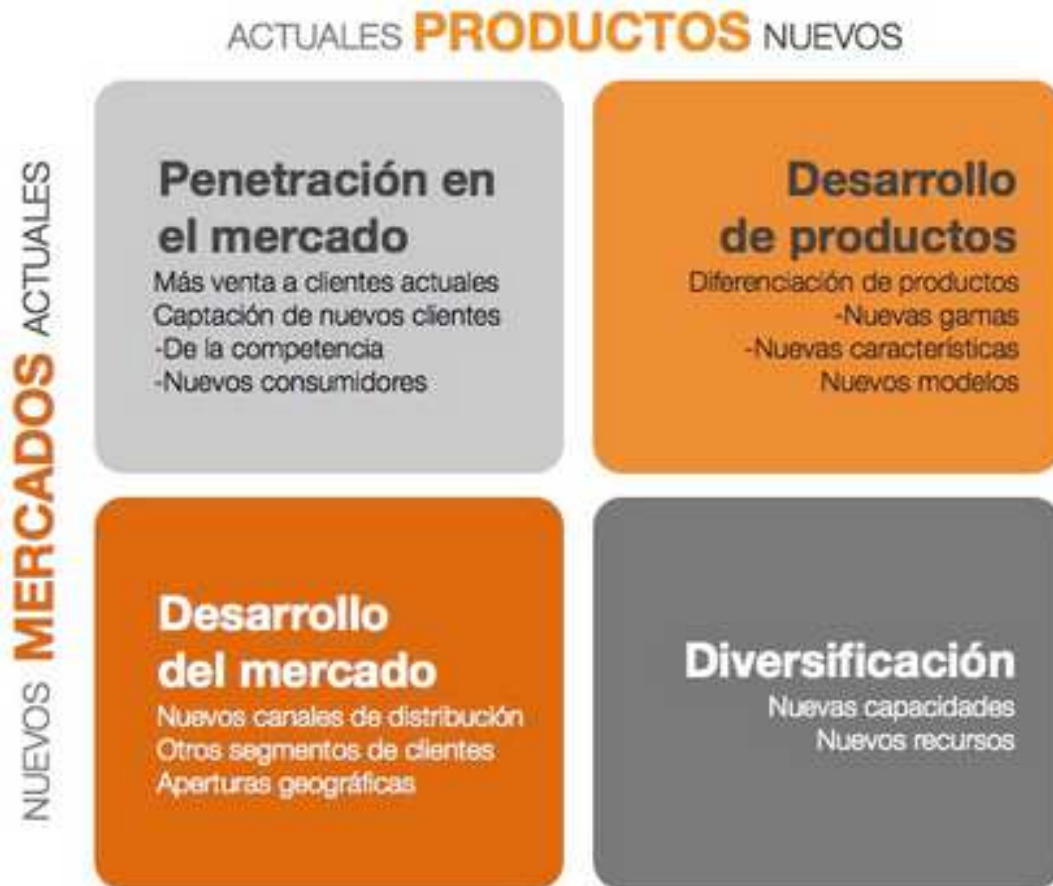 ACTUALES PRODUCTOS NUEVOS
NUEVOS MERCADOS ACTUALES
Penetración en
el mercado
Más venta a clientes actuales
Captación de nuevos clientes
-De la competencia
-Nuevos consumidores
Desarrollo
de productos
Diferenciación de productos
-Nuevas gamas
-Nuevas características
Nuevos modelos
Desarrollo
del mercado
Nuevos canales de distribución
Otros segmentos de clientes
Aperturas geográficas
Diversificación
Nuevas capacidades
Nuevos recursos